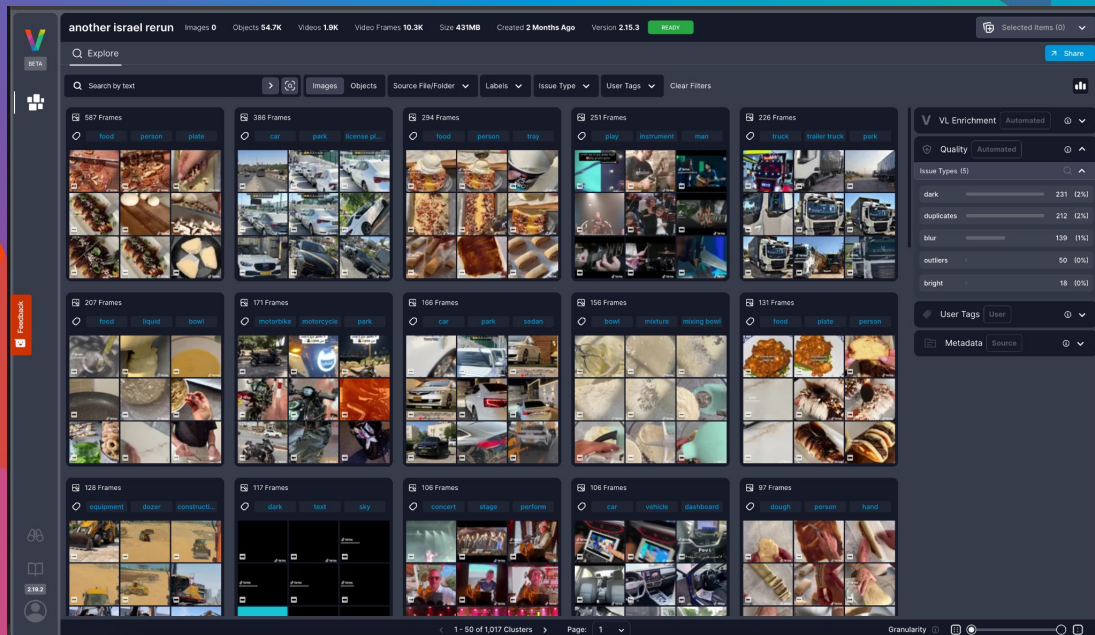 another israel rerun Images 0 Objects 54.7K Videos 1.9K Video Frames 10.3K Size 431MB Created 2 Months Ago Version 2.15.3 READY Selected Items (0)
BETA
Explore Share
Search by text Images Objects Source File/Folder Labels Issue Type User Tags Clear Filters
587 Frames
food person plate
386 Frames
car park license pl...
294 Frames
food person tray
251 Frames
play instrument man
226 Frames
truck trailer truck park
207 Frames
food liquid bowl
171 Frames
motorbike motorcycle park
166 Frames
car park sedan
156 Frames
bowl mixture mixing bowl
131 Frames
food plate person
128 Frames
equipment dozer constructi...
117 Frames
dark text sky
106 Frames
concert stage perform
106 Frames
car vehicle dashboard
97 Frames
dough person hand
VL Enrichment Automated
Quality Automated
Issue Types (5)
dark 231 (2%)
duplicates 212 (2%)
blur 139 (1%)
outliers 50 (0%)
bright 18 (0%)
User Tags User
Metadata Source
Feedback
2.19.2
1 - 50 of 1,017 Clusters Page: 1 Granularity